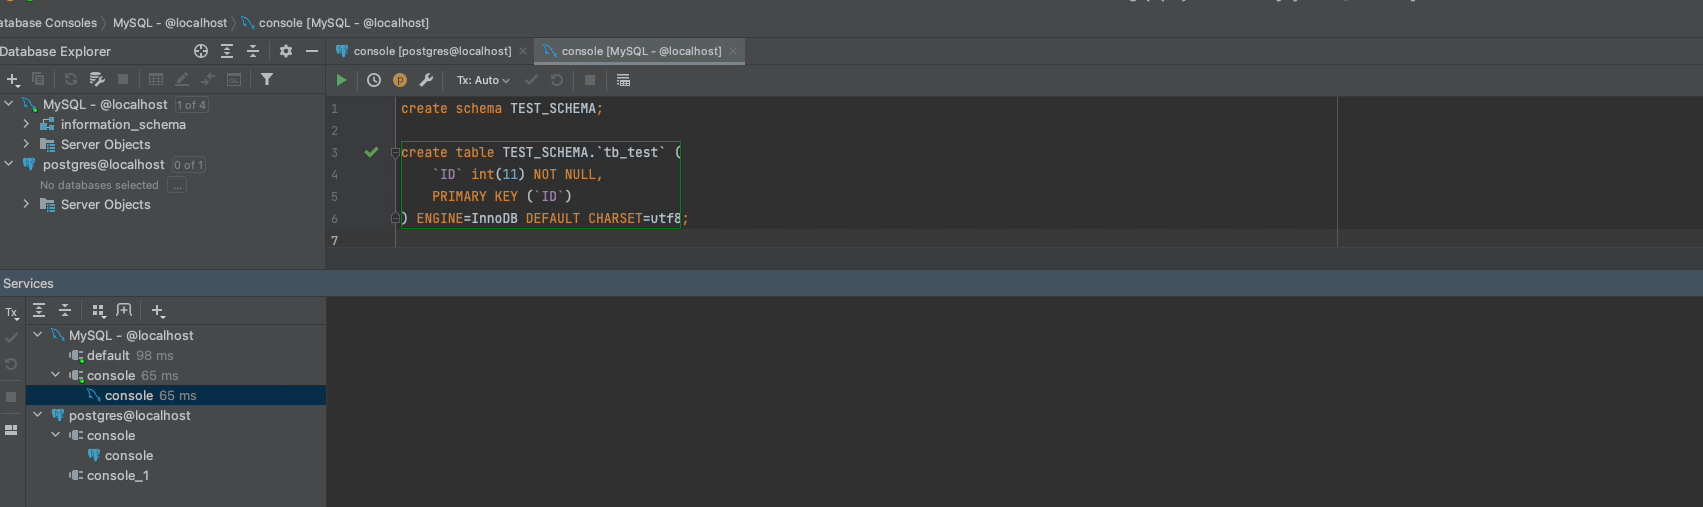 atabase Consoles MySQL - @localhost console [MySQL - @localhost]
Database Explorer
console [postgres@localhost] console [MySQL - @localhost]
Tx: Auto
MySQL - @localhost 1 of 4
information_schema
Server Objects
postgres@localhost 0 of 1
No databases selected ...
Server Objects
1 create schema TEST_SCHEMA;
2
3 create table TEST_SCHEMA.`tb_test` (
4 `ID` int(11) NOT NULL,
5 PRIMARY KEY (`ID`)
6 ) ENGINE=InnoDB DEFAULT CHARSET=utf8;
7
Services
Tx
MySQL - @localhost
default 98 ms
console 65 ms
console 65 ms
postgres@localhost
console
console
console_1